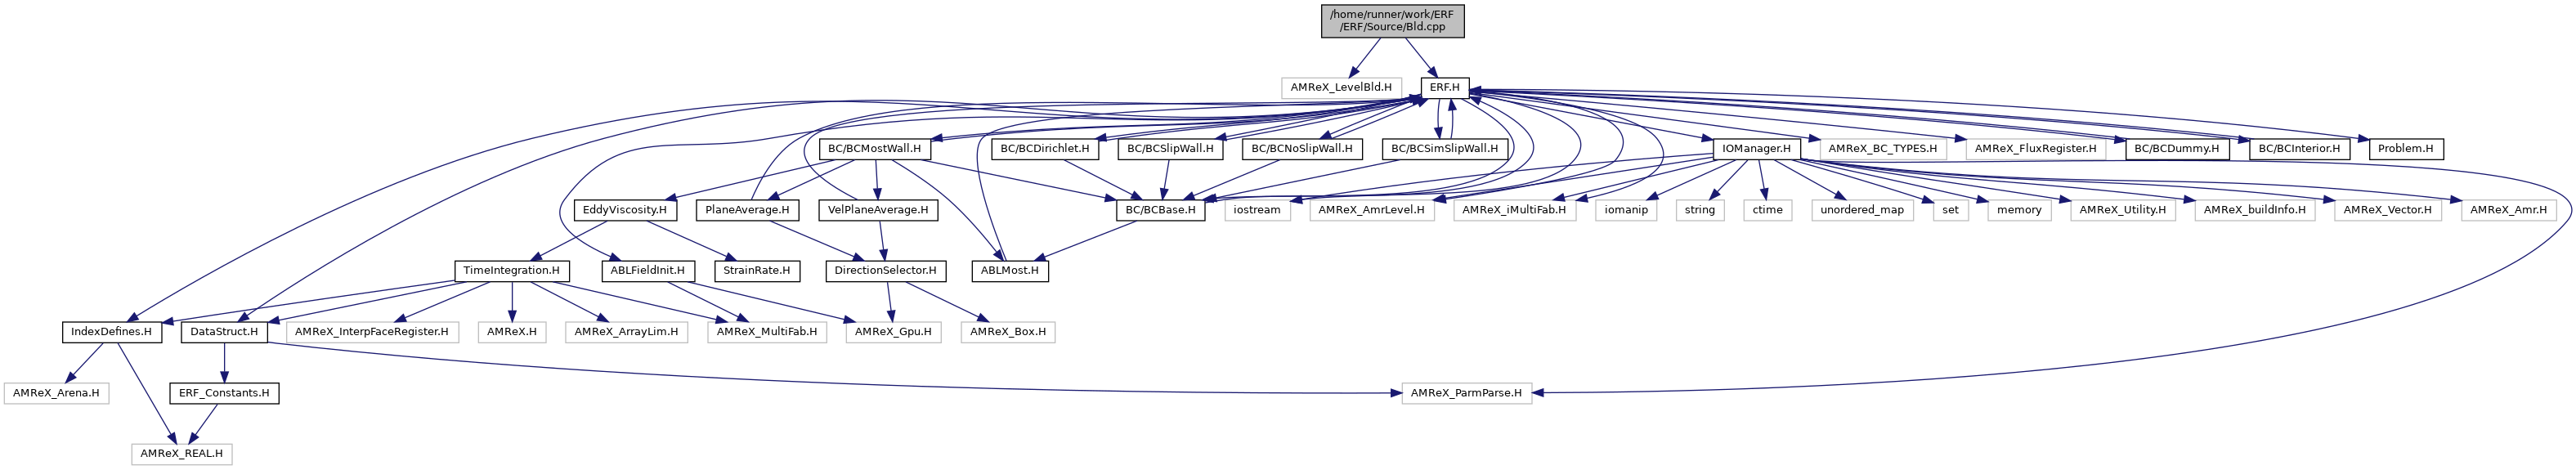 /home/runner/work/ERF
/ERF/Source/Bld.cpp
AMReX_LevelBld.H
ERF.H
BC/BCMostWall.H
BC/BCDirichlet.H
BC/BCSlipWall.H
BC/BCNoSlipWall.H
BC/BCSimSlipWall.H
IOManager.H
AMReX_BC_TYPES.H
AMReX_FluxRegister.H
BC/BCDummy.H
BC/BCInterior.H
Problem.H
EddyViscosity.H
PlaneAverage.H
VelPlaneAverage.H
BC/BCBase.H
iostream
AMReX_AmrLevel.H
AMReX_iMultiFab.H
iomanip
string
ctime
unordered_map
set
memory
AMReX_Utility.H
AMReX_buildInfo.H
AMReX_Vector.H
AMReX_Amr.H
TimeIntegration.H
ABLFieldInit.H
StrainRate.H
DirectionSelector.H
ABLMost.H
IndexDefines.H
DataStruct.H
AMReX_InterpFaceRegister.H
AMReX.H
AMReX_ArrayLim.H
AMReX_MultiFab.H
AMReX_Gpu.H
AMReX_Box.H
AMReX_Arena.H
ERF_Constants.H
AMReX_ParmParse.H
AMReX_REAL.H